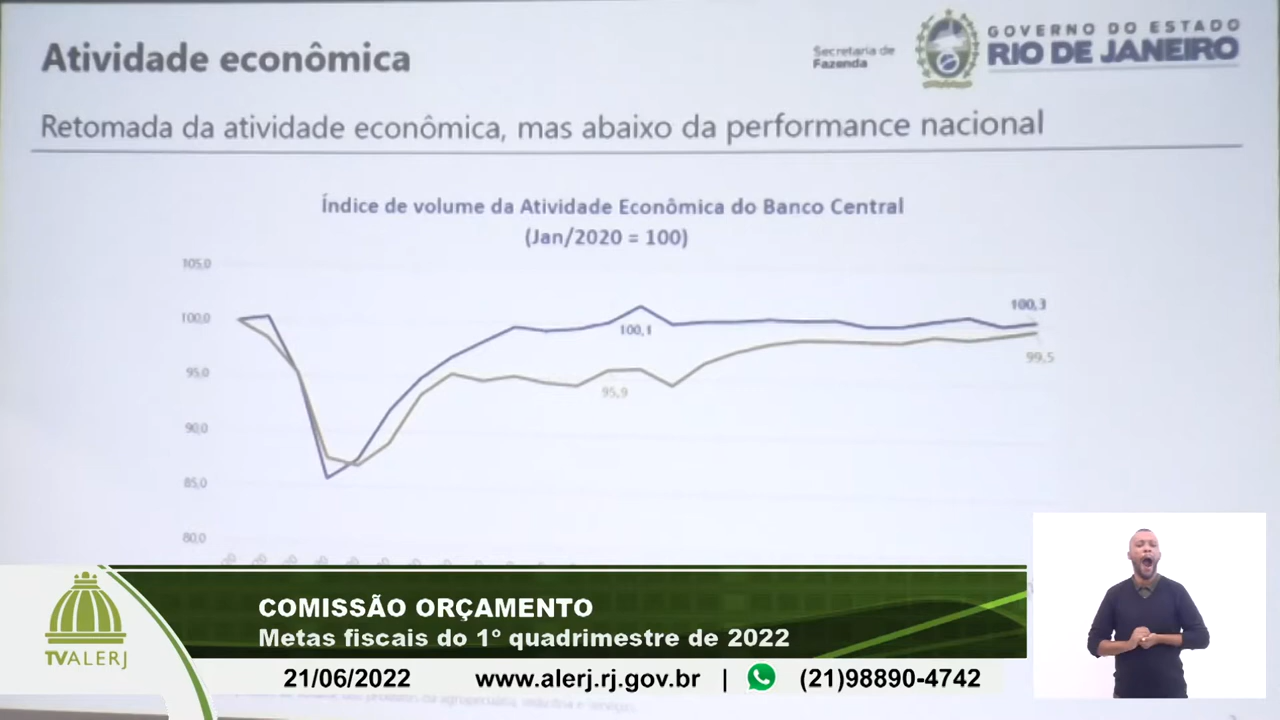 Atividade econômica
Secretaria de
Fazenda
GOVERNO DO ESTADO
RIO DE JANEIRO
Retomada da atividade econômica, mas abaixo da performance nacional
Índice de volume da Atividade Econômica do Banco Central
(Jan/2020 = 100)
105,0
100,0
95,0
90,0
85,0
80,0
100,1
95,9
100,3
99,5
COMISSÃO ORÇAMENTO
Metas fiscais do 1º quadrimestre de 2022
TVALERJ
21/06/2022 www.alerj.rj.gov.br | (21)98890-4742